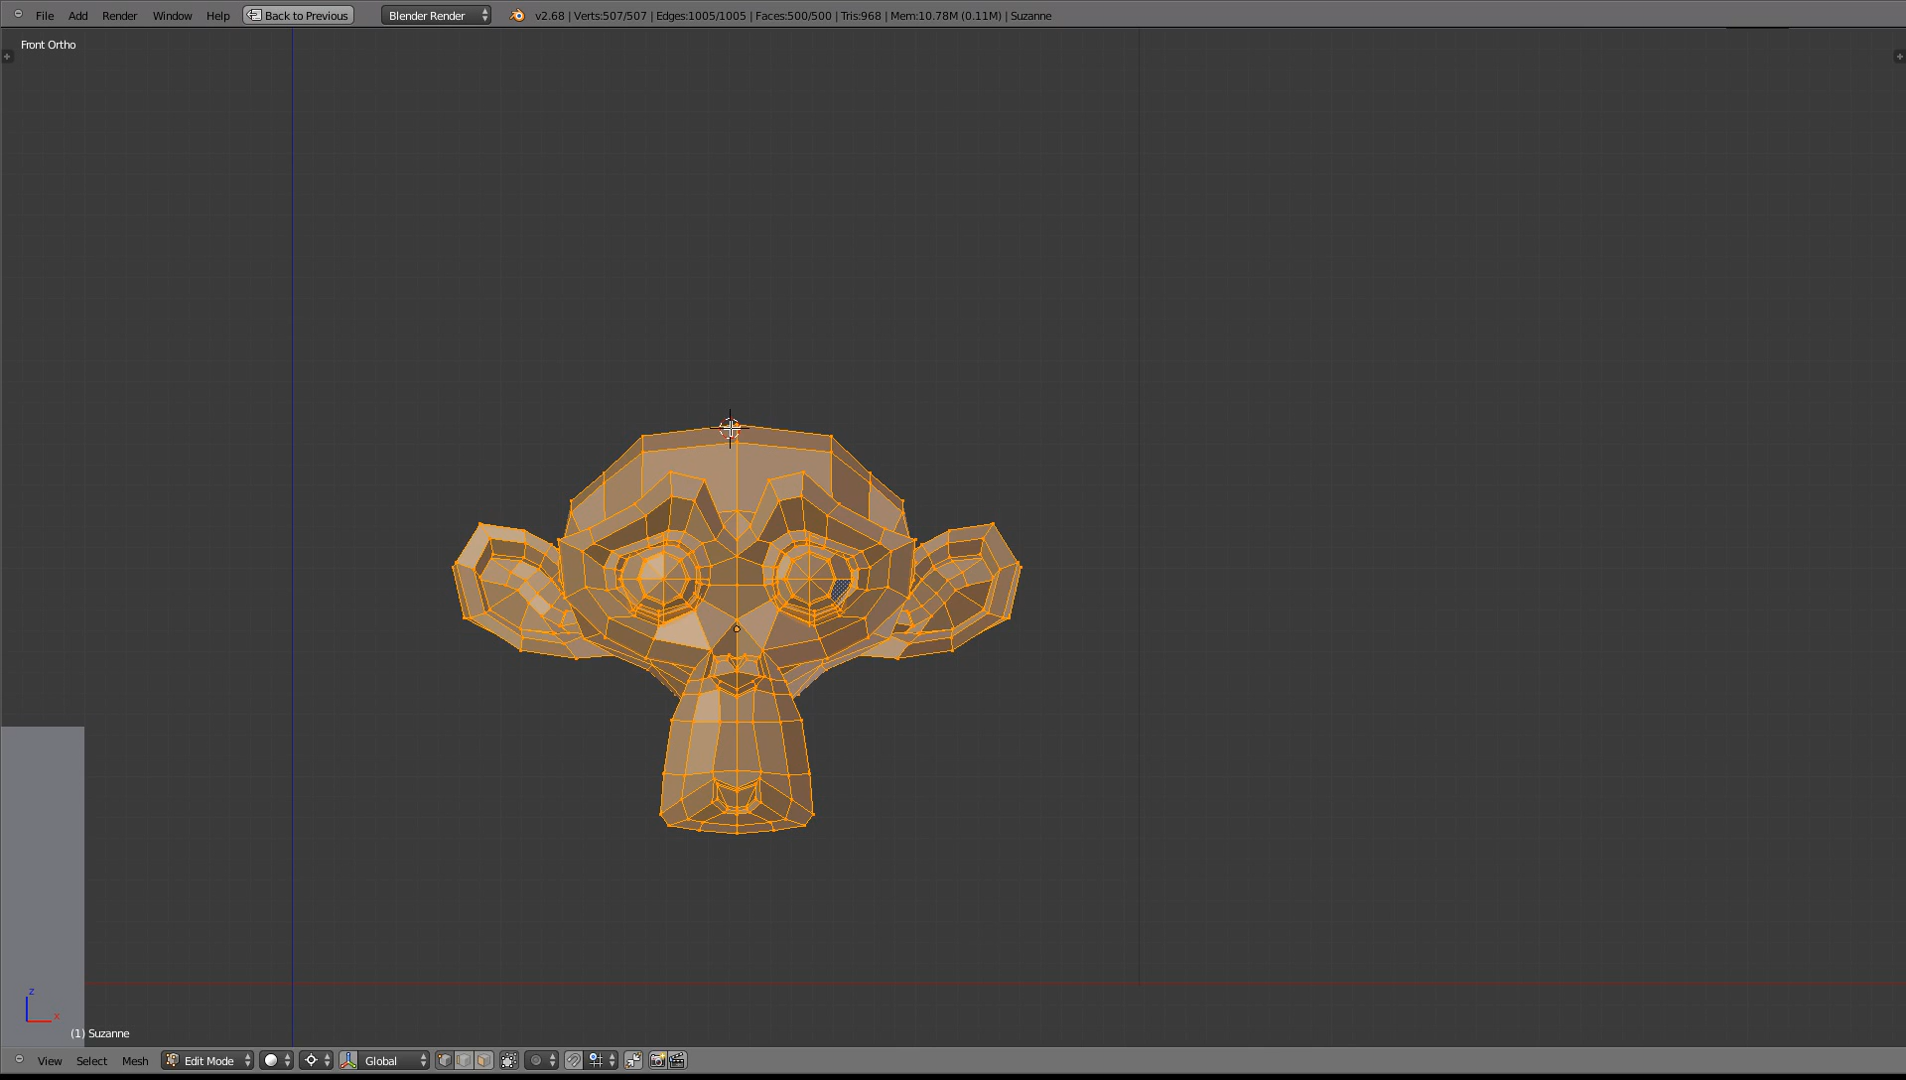 File Add Render Window Help Back to Previous Blender Render v2.68 | Verts:507/507 | Edges:1005/1005 | Faces:500/500 | Tris:968 | Mem:10.78M (0.11M) | Suzanne
Front Ortho
z
x
(1) Suzanne
View Select Mesh Edit Mode Global